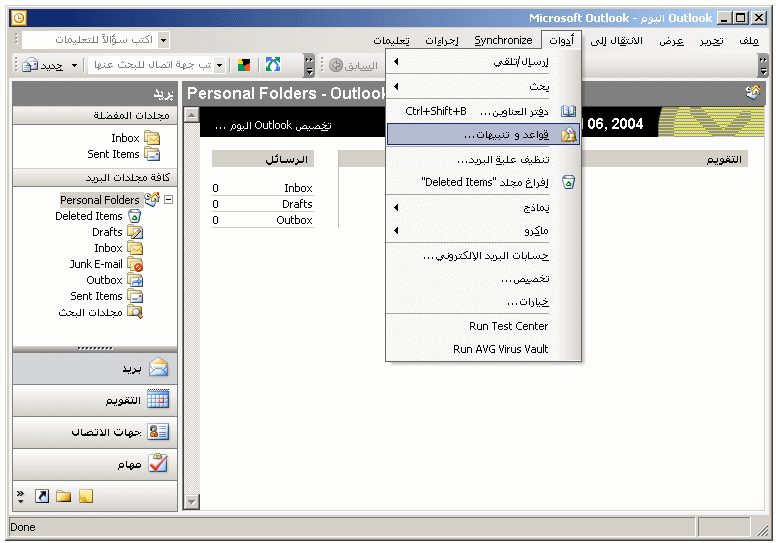 Outlook اليوم - Microsoft Outlook
ملف تحرير عرض الانتقال إلى أدوات Synchronize إجراءات تعليمات
اكتب سؤالاً للتعليمات
جديد
تب جهة اتصال للبحث عنها
السابق
بريد
مجلدات المفضلة
Inbox
Sent Items
كافة مجلدات البريد
Personal Folders
Deleted Items
Drafts
Inbox
Junk E-mail
Outbox
Sent Items
مجلدات البحث
بريد
التقويم
جهات الاتصال
مهام
Personal Folders - Outlook
06, 2004
تخصيص Outlook اليوم ...
التقويم
الرسائل
Inbox 0
Drafts 0
Outbox 0
إرسال/تلقي
بحث
دفتر العناوين... Ctrl+Shift+B
قواعد و تنبيهات...
تنظيف علبة البريد...
إفراغ مجلد "Deleted Items"
نماذج
ماكرو
حسابات البريد الإلكتروني...
تخصيص...
خيارات...
Run Test Center
Run AVG Virus Vault
Done